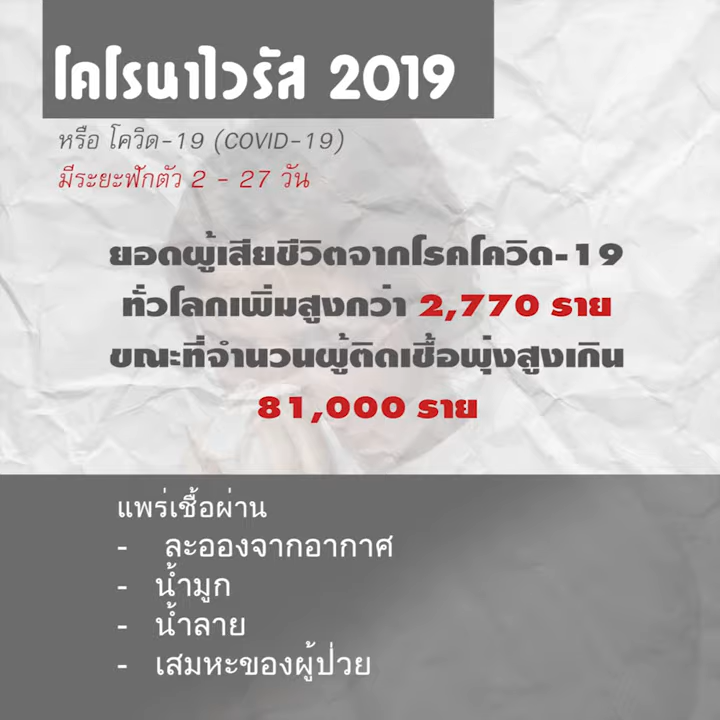 โคโรนาไวรัส 2019
หรือ โควิด-19 (COVID-19)
มีระยะฟักตัว 2 - 27 วัน
ยอดผู้เสียชีวิตจากโรคโควิด-19
ทั่วโลกเพิ่มสูงกว่า 2,770 ราย
ขณะที่จำนวนผู้ติดเชื้อพุ่งสูงเกิน
81,000 ราย
แพร่เชื้อผ่าน
- ละอองจากอากาศ
- น้ำมูก
- น้ำลาย
- เสมหะของผู้ป่วย